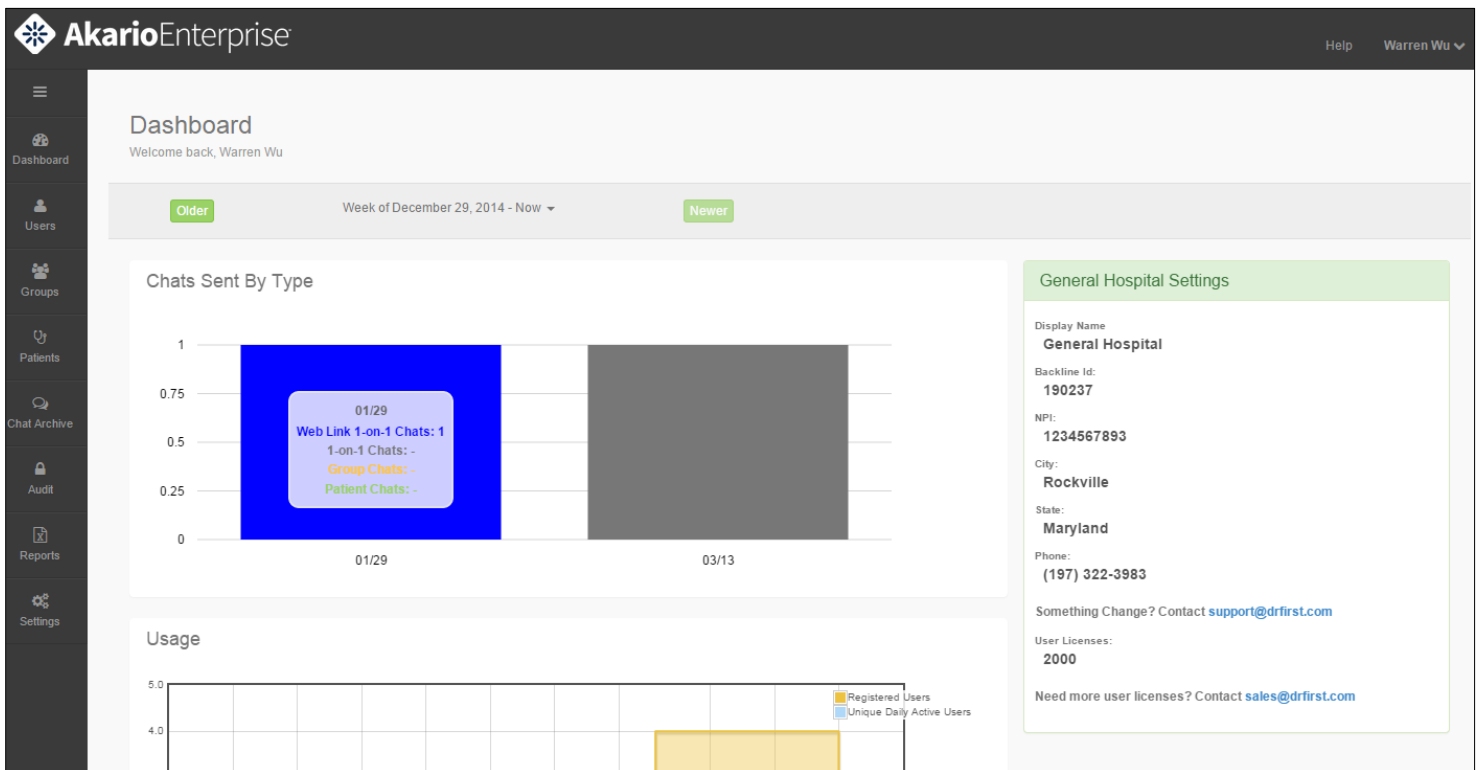 AkarioEnterprise
Help Warren Wu
Dashboard
Users
Groups
Patients
Chat Archive
Audit
Reports
Settings
Dashboard
Welcome back, Warren Wu
Older Week of December 29, 2014 - Now Newer
Chats Sent By Type
1
0.75
0.5
0.25
0
01/29
Web Link 1-on-1 Chats: 1
1-on-1 Chats: -
Group Chats: -
Patient Chats: -
01/29 03/13
Usage
5.0
4.0
Registered Users
Unique Daily Active Users
General Hospital Settings
Display Name
General Hospital
Backline Id:
190237
NPI:
1234567893
City:
Rockville
State:
Maryland
Phone:
(197) 322-3983
Something Change? Contact support@drfirst.com
User Licenses:
2000
Need more user licenses? Contact sales@drfirst.com